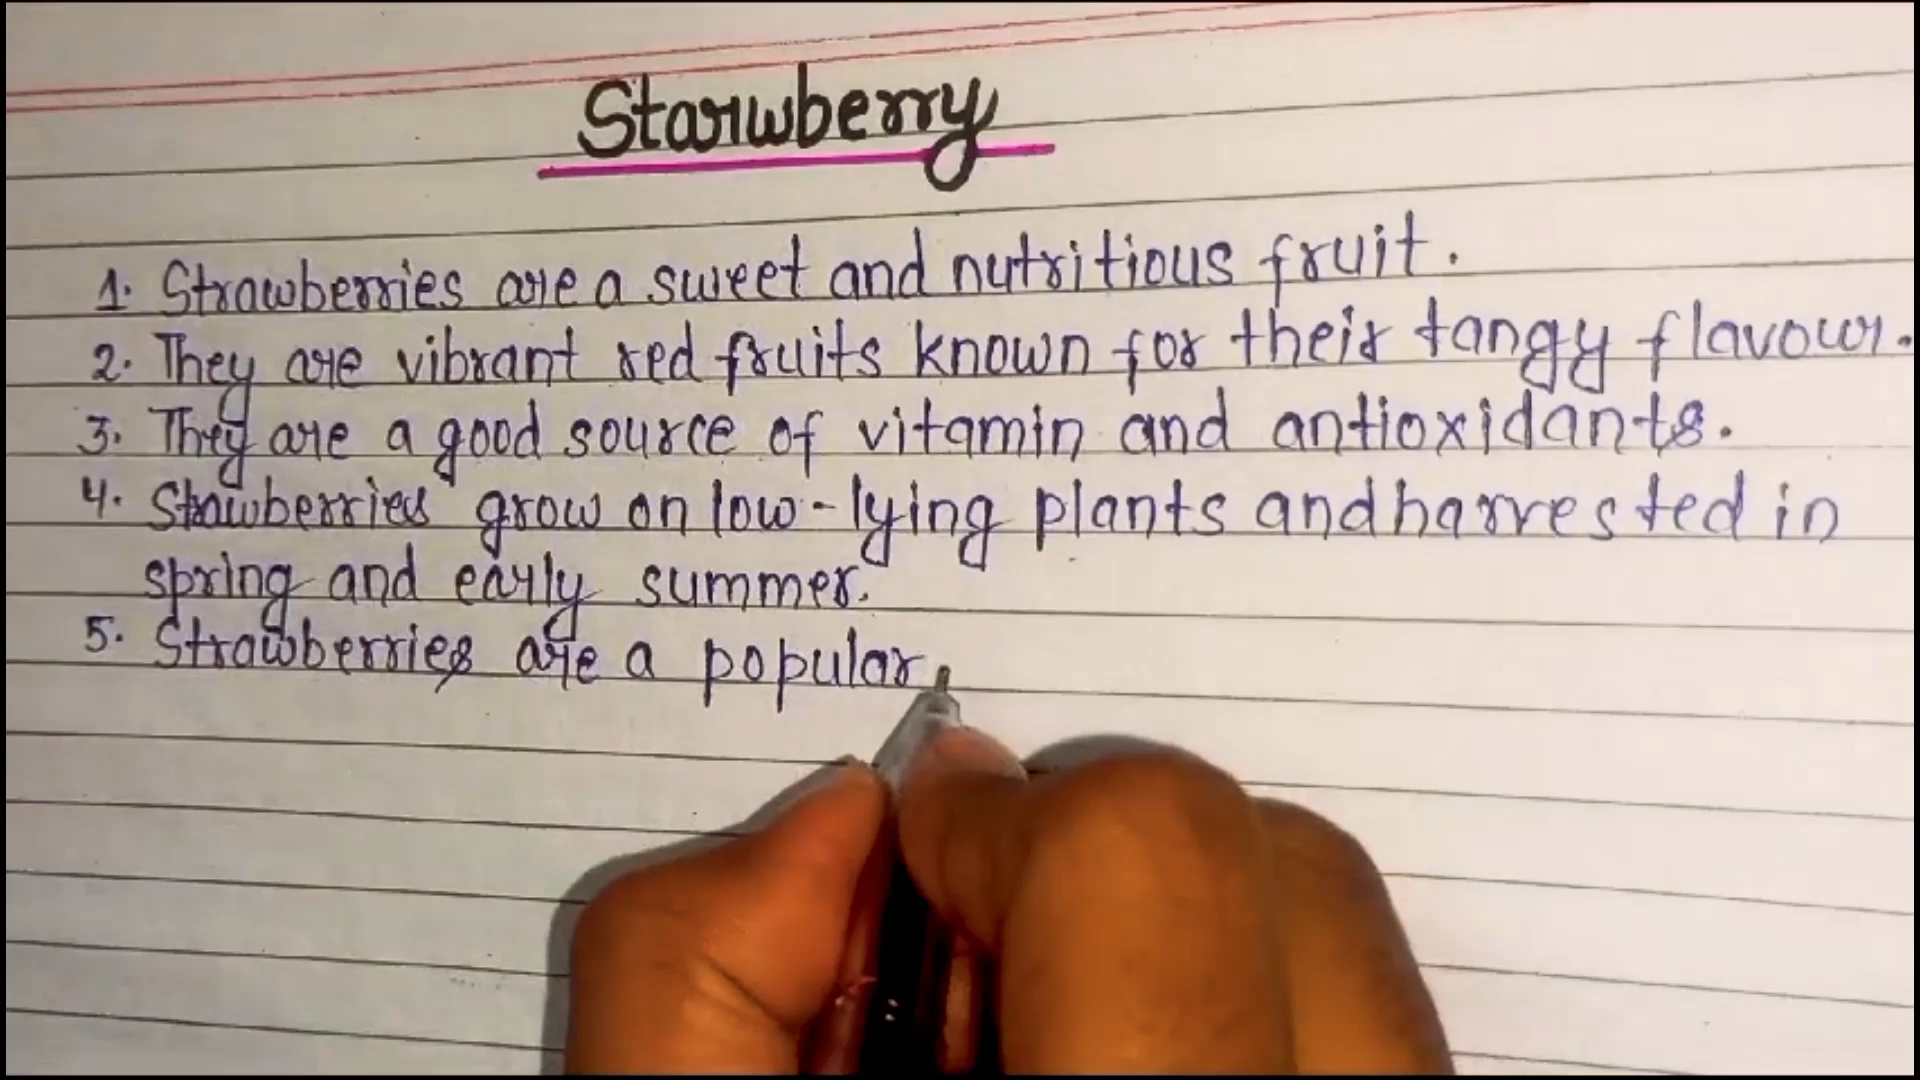 Starwberry
1. Strawberries are a sweet and nutritious fruit.
2. They are vibrant red fruits known for their tangy flavour.
3. They are a good source of vitamin and antioxidants.
4. Strawberries grow on low-lying plants and harvested in
spring and early summer.
5. Strawberries are a popular